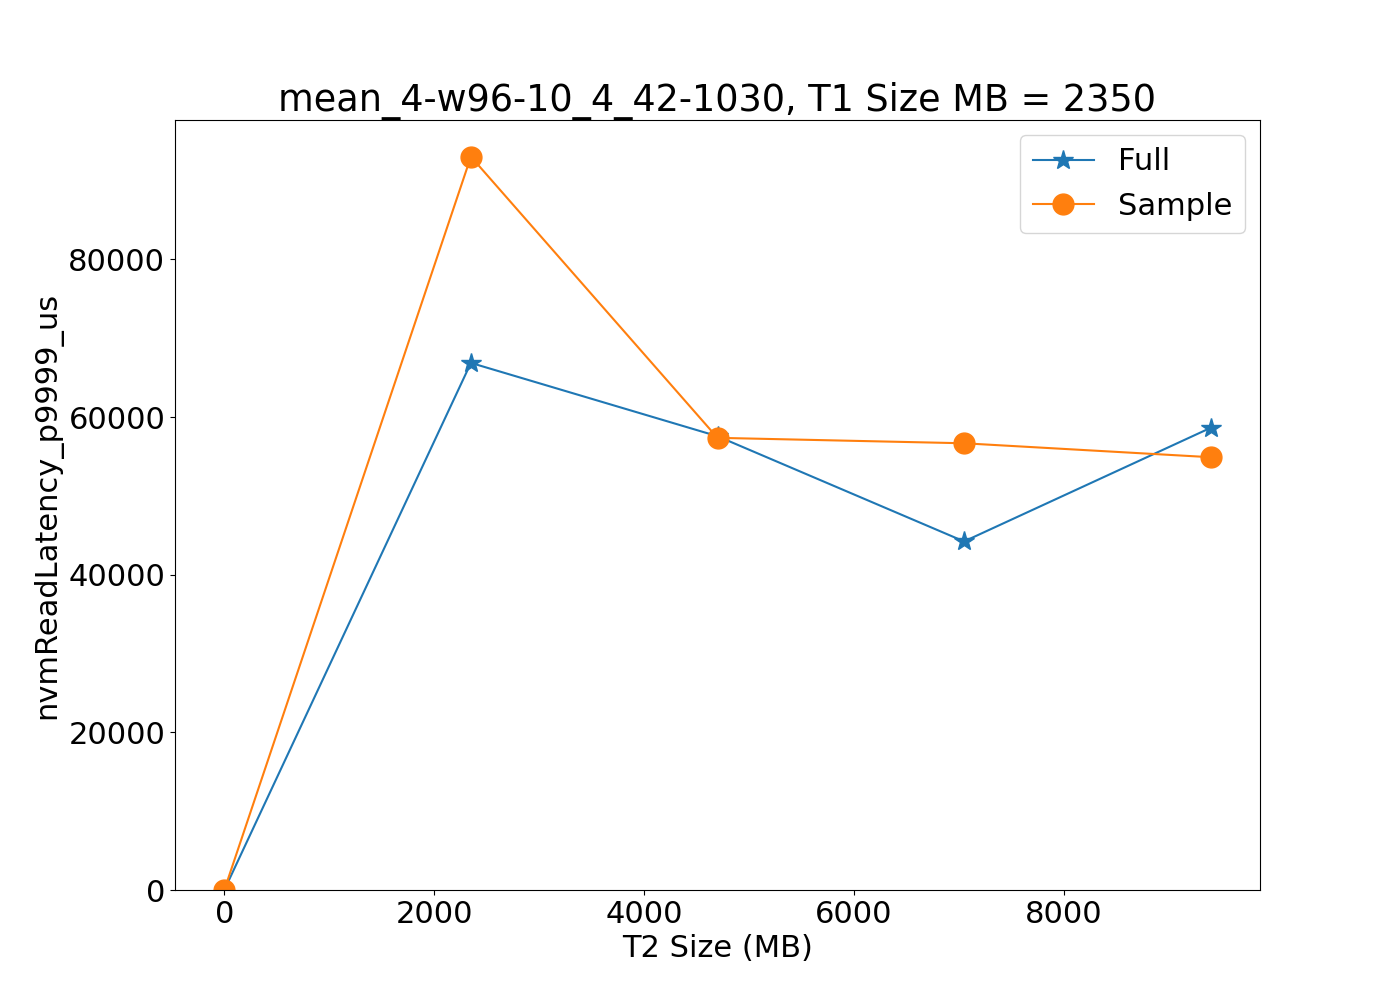 mean_4-w96-10_4_42-1030, T1 Size MB = 2350
Full
Sample
nvmReadLatency_p9999_us
80000
60000
40000
20000
0
0 2000 4000 6000 8000
T2 Size (MB)